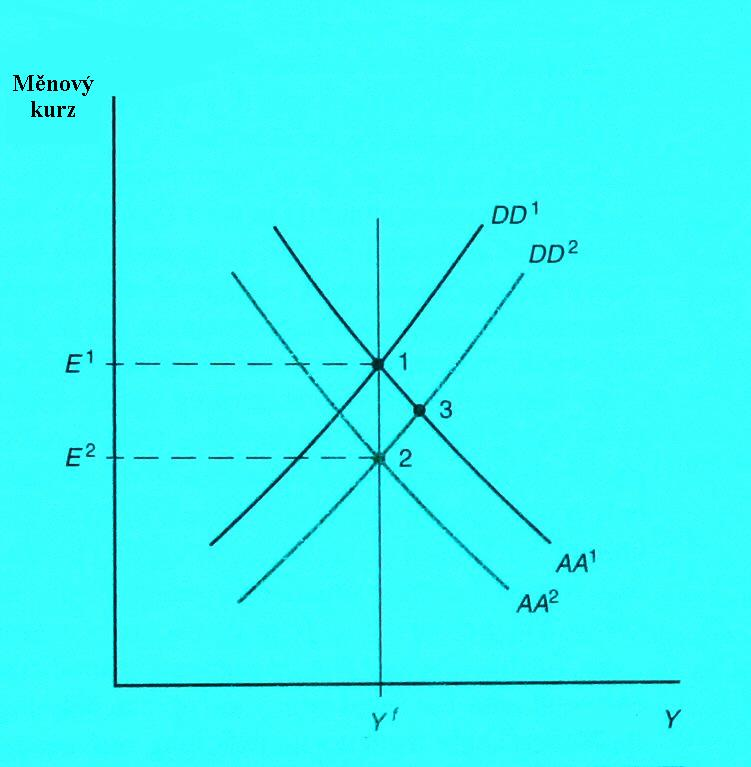 Měnový
kurz
DD¹
DD²
E¹
1
3
E²
2
AA¹
AA²
Yᶠ
Y